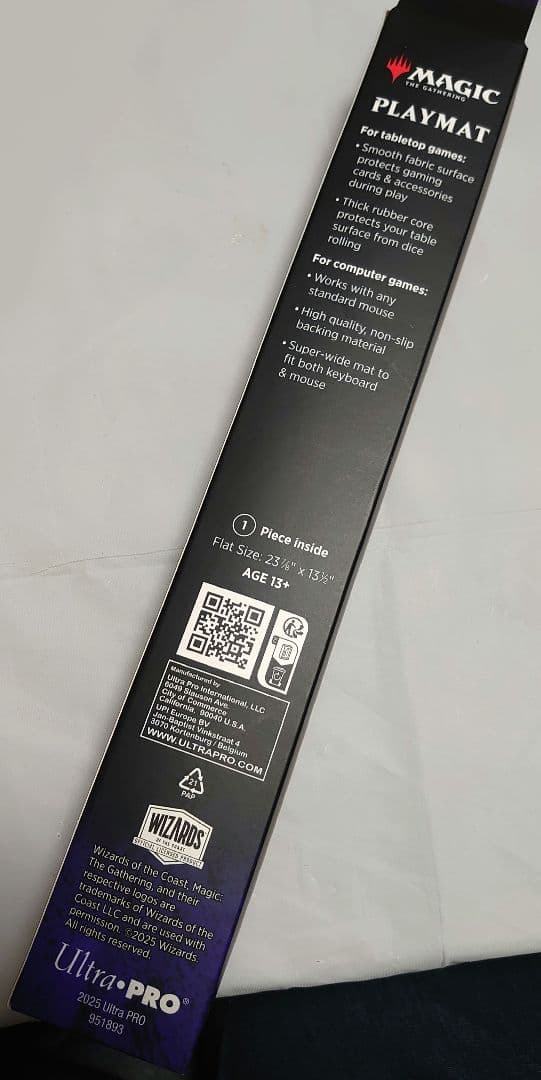 MAGIC
THE GATHERING
PLAYMAT
For tabletop games:
• Smooth fabric surface
protects gaming
cards & accessories
during play
• Thick rubber core
protects your table
surface from dice
rolling
For computer games:
• Works with any
standard mouse
• High quality, non-slip
backing material
• Super-wide mat to
fit both keyboard
& mouse
1 Piece inside
Flat Size: 23⅞" x 13½"
AGE 13+
Manufactured by
Ultra Pro International, LLC
6049 Slauson Ave.
City of Commerce
California, 90040 U.S.A.
UPI Europe BV
Jan-Baptist Vinkstraat 4
3070 Kortenburg / Belgium
WWW.ULTRAPRO.COM
21
PAP
WIZARDS
OF THE COAST
OFFICIAL LICENSED PRODUCT
Wizards of the Coast, Magic:
The Gathering, and their
respective logos are
trademarks of Wizards of the
Coast LLC and are used with
permission. ©2025 Wizards.
All rights reserved.
Ultra•PRO®
2025 Ultra PRO
951893